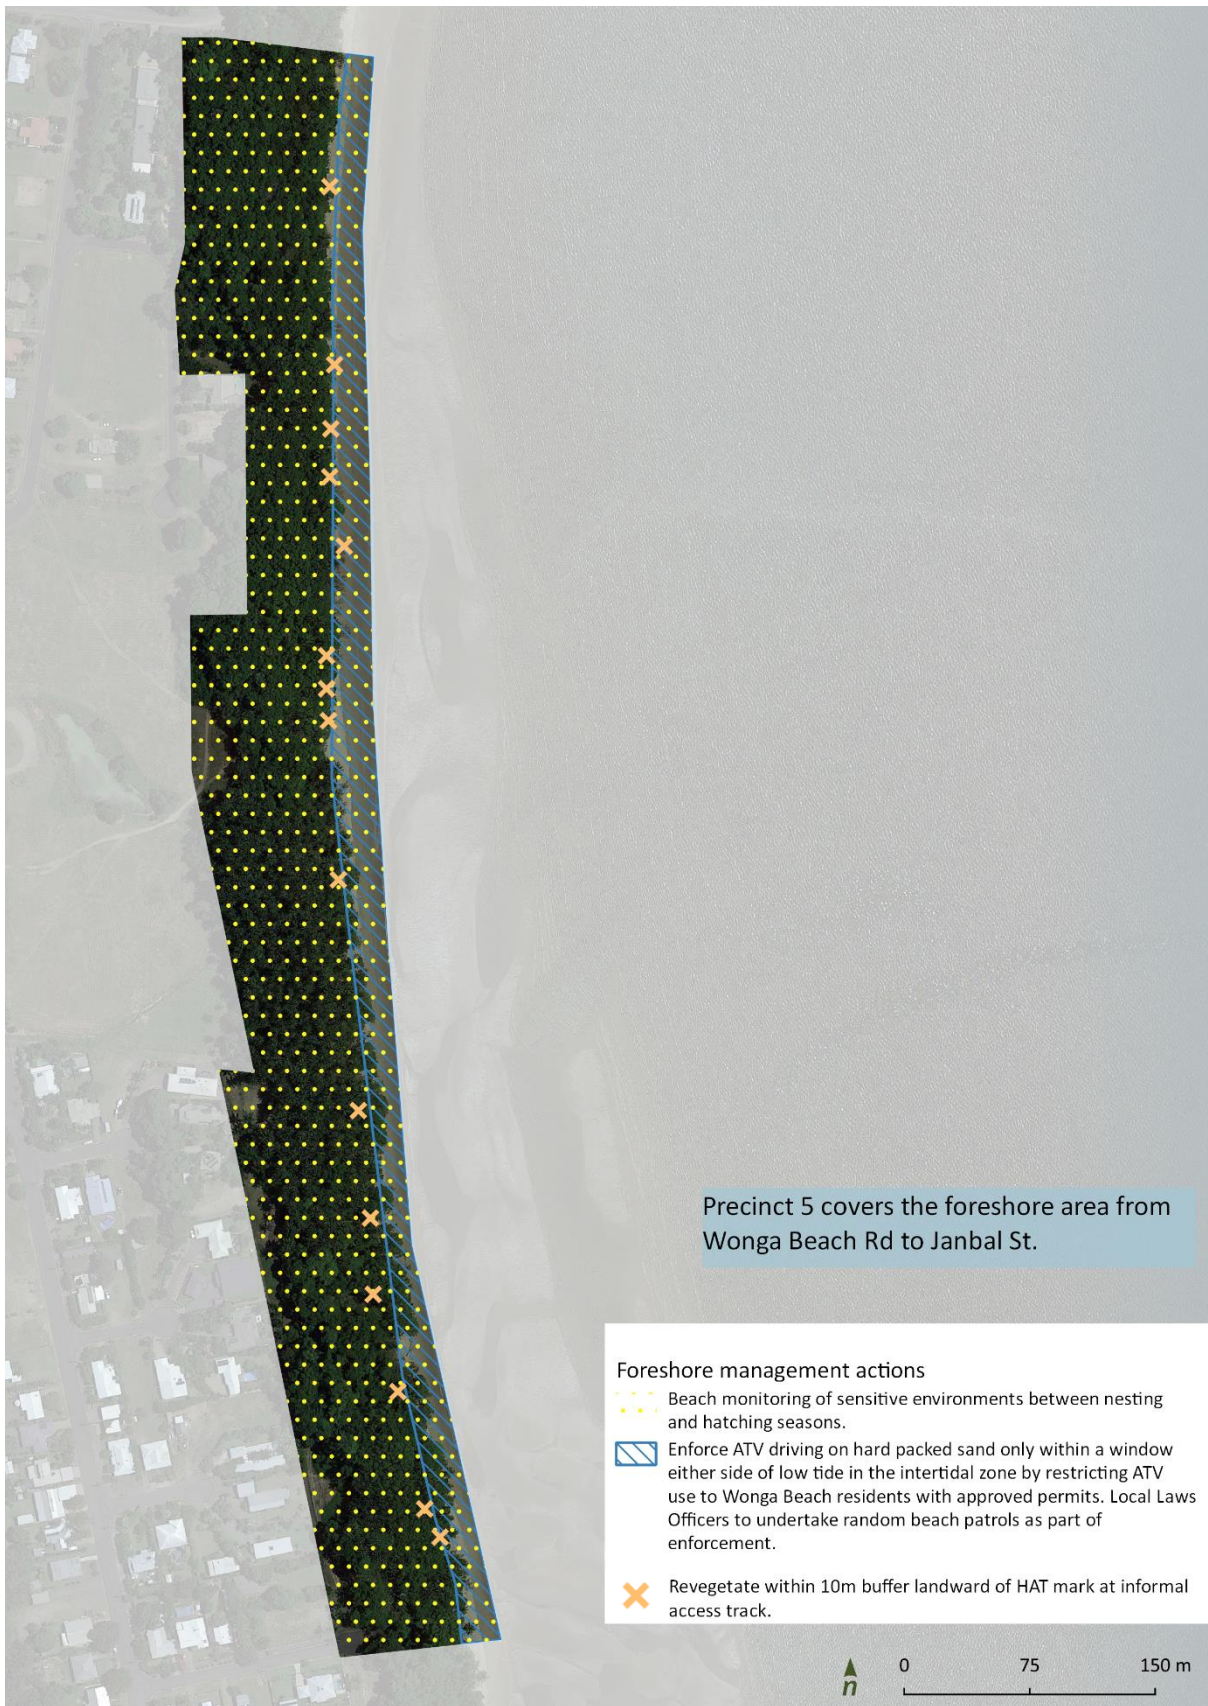 Precinct 5 covers the foreshore area from
Wonga Beach Rd to Janbal St.
Foreshore management actions
Beach monitoring of sensitive environments between nesting
and hatching seasons.
Enforce ATV driving on hard packed sand only within a window
either side of low tide in the intertidal zone by restricting ATV
use to Wonga Beach residents with approved permits. Local Laws
Officers to undertake random beach patrols as part of
enforcement.
Revegetate within 10m buffer landward of HAT mark at informal
access track.
n
0 75 150 m